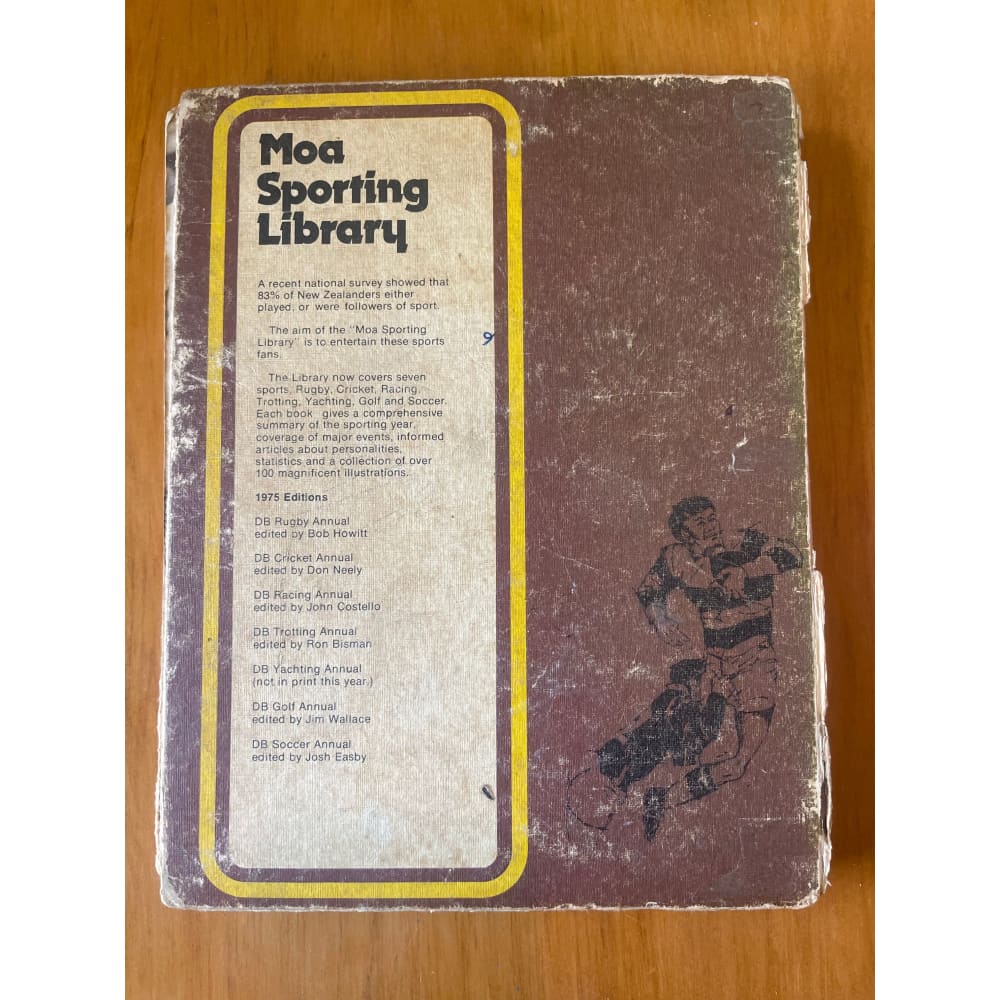 Moa
Sporting
Library
A recent national survey showed that
83% of New Zealanders either
played, or were followers of sport.
The aim of the "Moa Sporting
Library" is to entertain these sports
fans.
9
The Library now covers seven
sports, Rugby, Cricket, Racing,
Trotting, Yachting, Golf and Soccer.
Each book gives a comprehensive
summary of the sporting year,
coverage of major events, informed
articles about personalities,
statistics and a collection of over
100 magnificent illustrations.
1975 Editions
DB Rugby Annual
edited by Bob Howitt
DB Cricket Annual
edited by Don Neely
DB Racing Annual
edited by John Costello
DB Trotting Annual
edited by Ron Bisman
DB Yachting Annual
(not in print this year.)
DB Golf Annual
edited by Jim Wallace
DB Soccer Annual
edited by Josh Easby